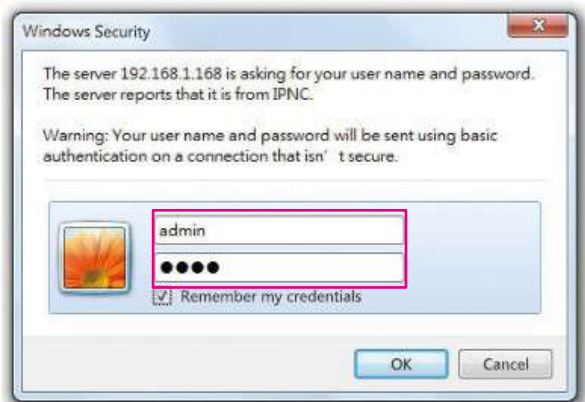 Windows Security
The server 192.168.1.168 is asking for your user name and password.
The server reports that it is from IPNC.
Warning: Your user name and password will be sent using basic
authentication on a connection that isn' t secure.
admin
●●●●
Remember my credentials
OK
Cancel